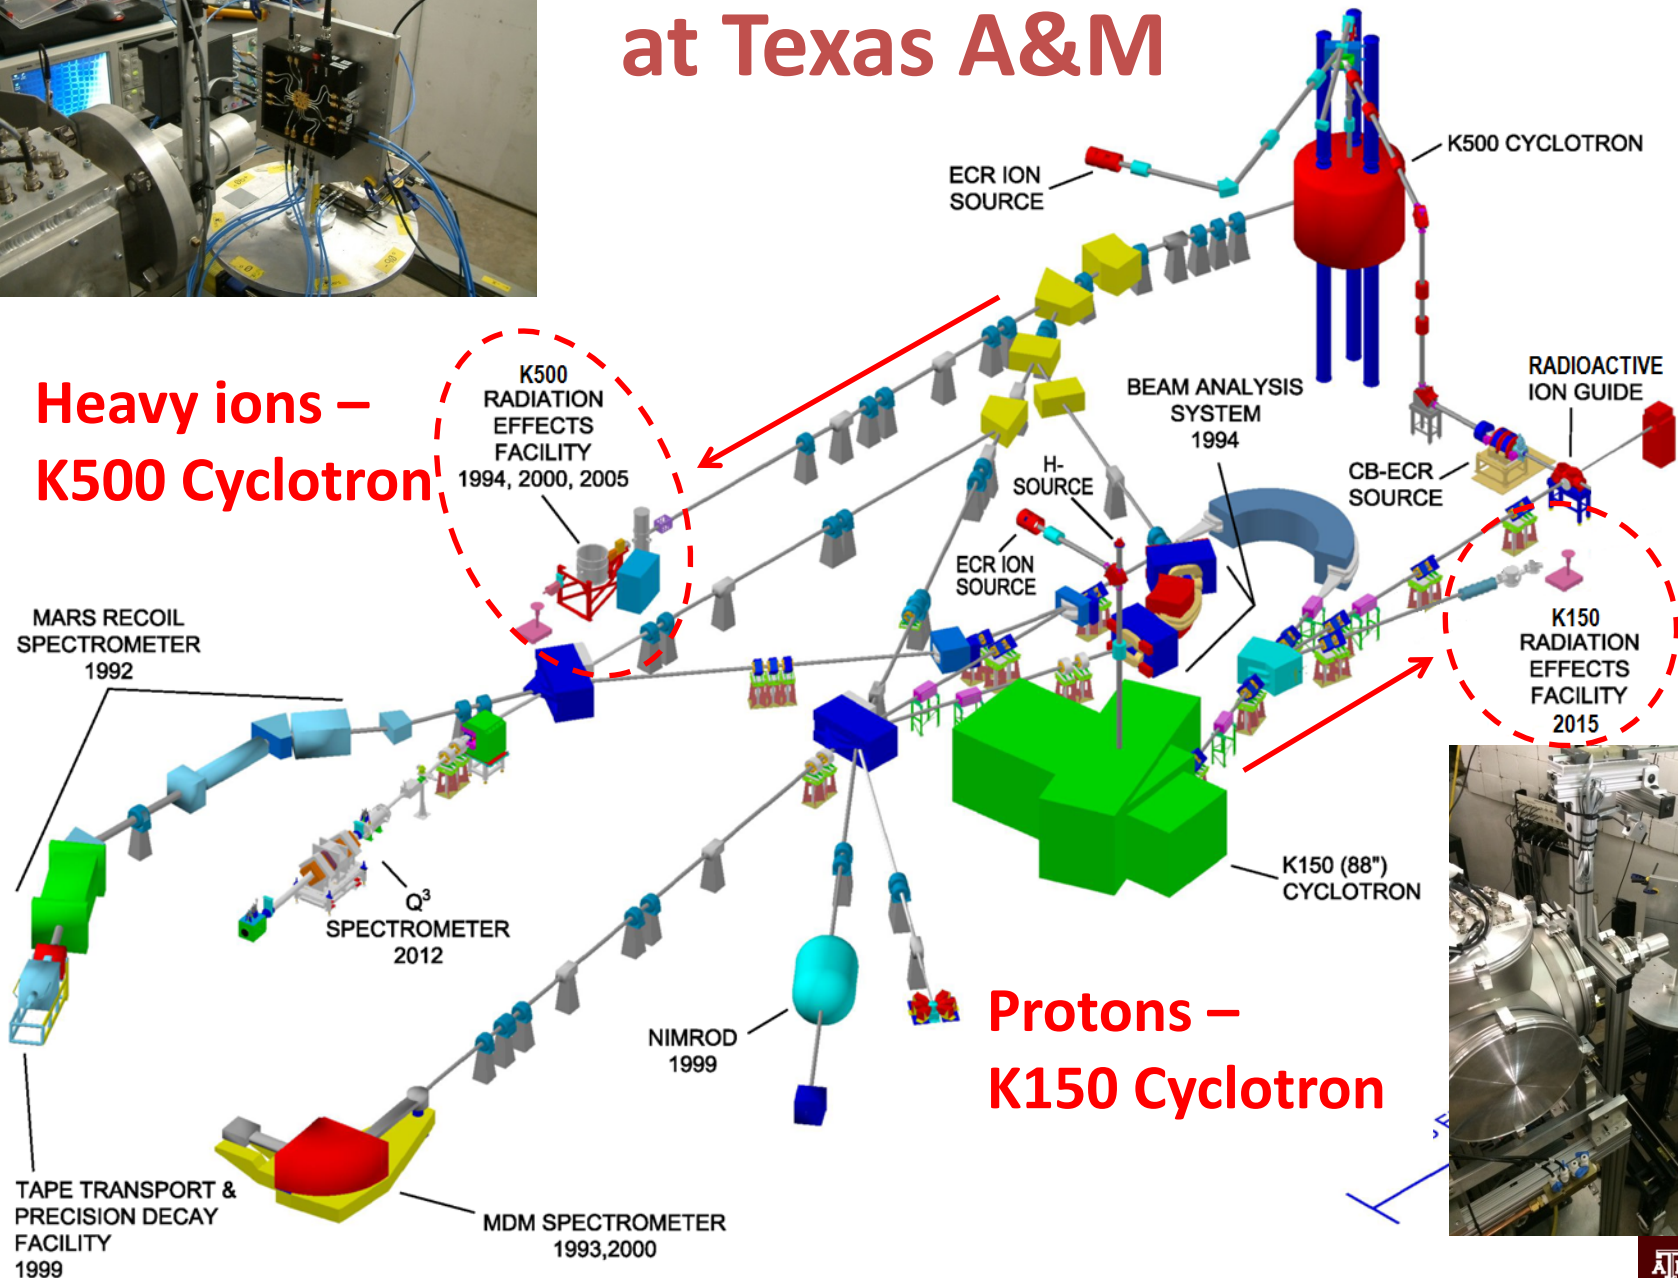 at Texas A&M
K500 CYCLOTRON
ECR ION
SOURCE
RADIOACTIVE
ION GUIDE
BEAM ANALYSIS
SYSTEM
1994
K500
RADIATION
EFFECTS
FACILITY
1994, 2000, 2005
Heavy ions –
K500 Cyclotron
H-
SOURCE
CB-ECR
SOURCE
ECR ION
SOURCE
MARS RECOIL
SPECTROMETER
1992
K150
RADIATION
EFFECTS
FACILITY
2015
K150 (88")
CYCLOTRON
Q³
SPECTROMETER
2012
NIMROD
1999
Protons –
K150 Cyclotron
TAPE TRANSPORT &
PRECISION DECAY
FACILITY
1999
MDM SPECTROMETER
1993,2000